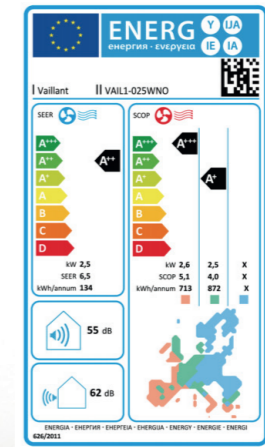 ENERG Y IJA
енергия · ενεργεια IE IA
I Vaillant II VAIL1-025WNO
SEER SCOP
A+++ A+++ A+++
A++ A++ A++
A+ A+ A+
A A
B B
C C
D D
kW 2,5 kW 2,6 2,5 X
SEER 6,5 SCOP 5,1 4,0 X
kWh/annum 134 kWh/annum 713 872 X
55 dB
62 dB
ENERGIA · ЕНЕРГИЯ · ΕΝΕΡΓΕΙΑ · ENERGIJA · ENERGY · ENERGIE · ENERGI
626/2011